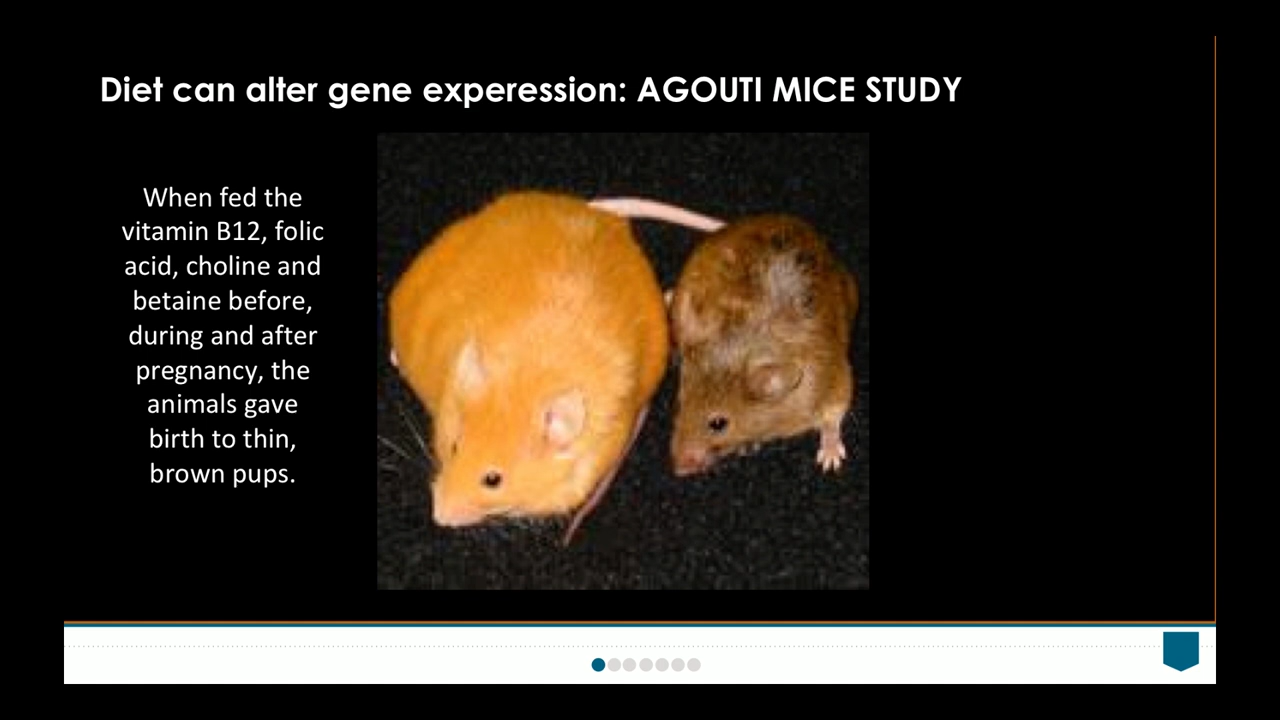 Diet can alter gene experession: AGOUTI MICE STUDY
When fed the
vitamin B12, folic
acid, choline and
betaine before,
during and after
pregnancy, the
animals gave
birth to thin,
brown pups.